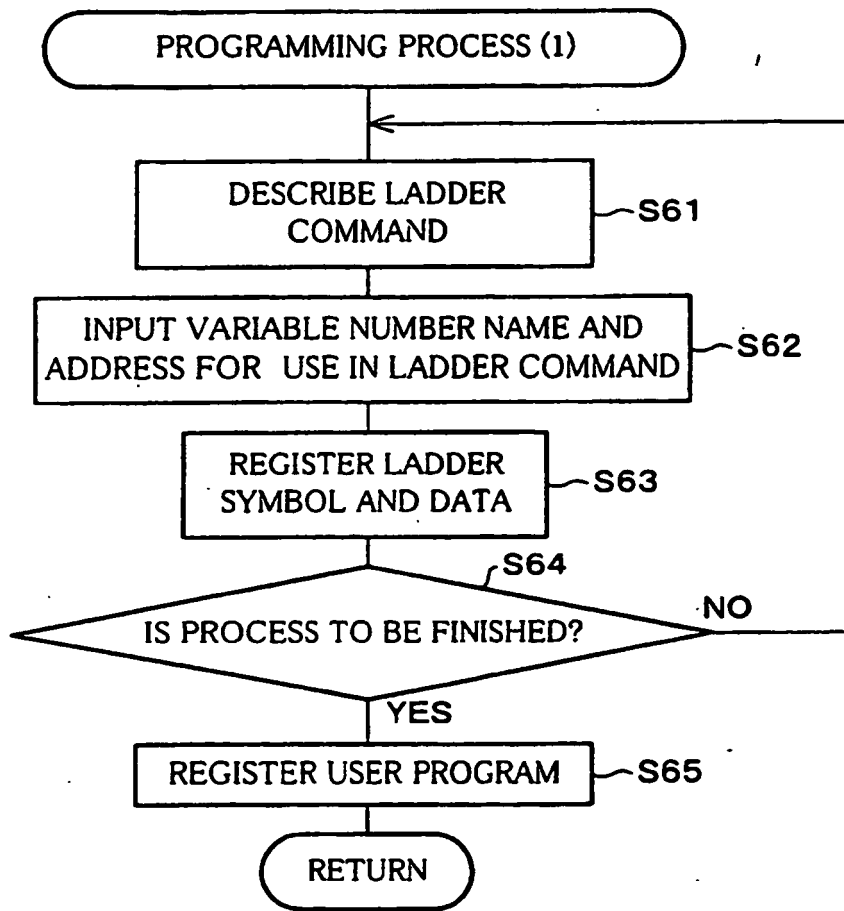 PROGRAMMING PROCESS (1)
DESCRIBE LADDER
COMMAND
S61
INPUT VARIABLE NUMBER NAME AND
ADDRESS FOR USE IN LADDER COMMAND
S62
REGISTER LADDER
SYMBOL AND DATA
S63
S64
IS PROCESS TO BE FINISHED?
NO
YES
REGISTER USER PROGRAM
S65
RETURN